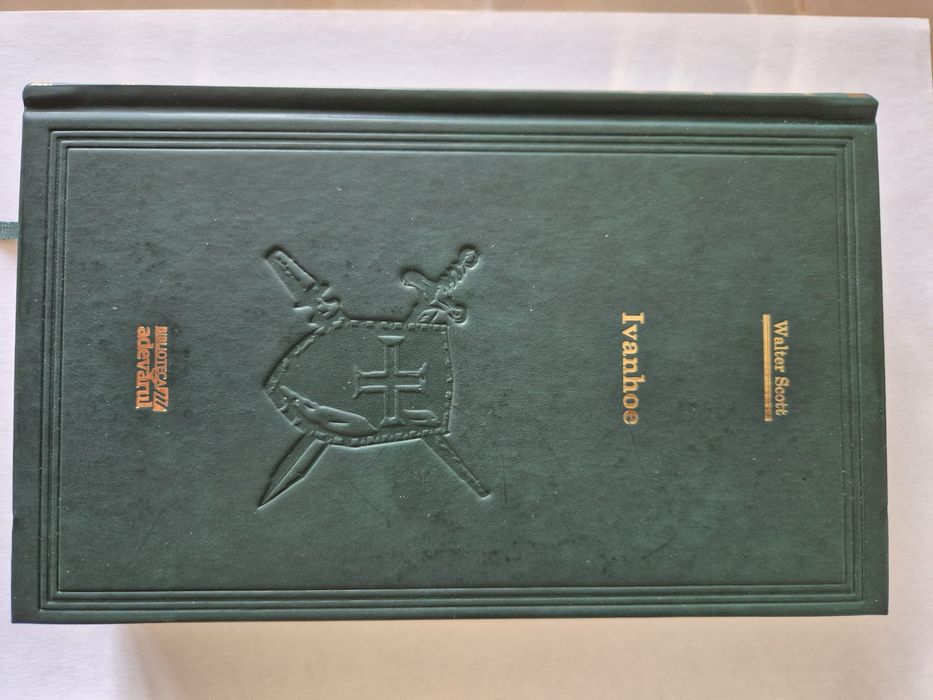 Walter Scott
Ivanhoe
BIBLIOTECA
adevărul